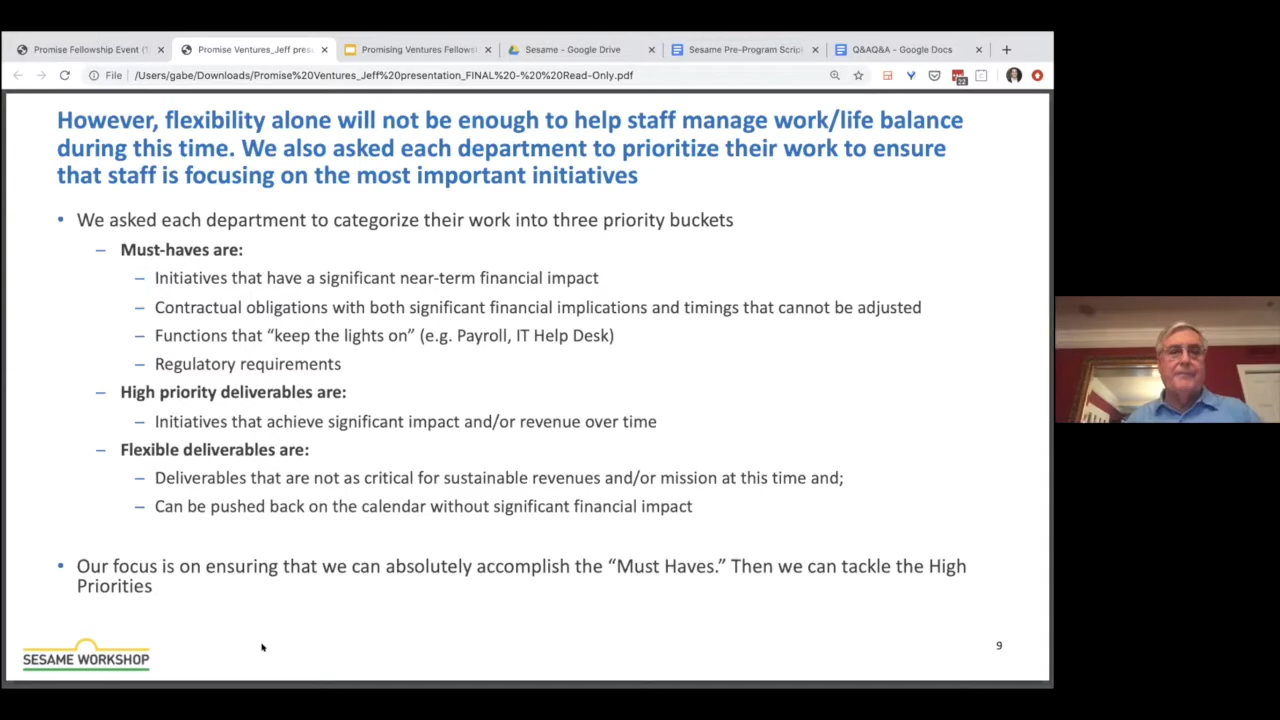 Promise Fellowship Event (T
Promise Ventures_Jeff pres
Promising Ventures Fellows
Sesame - Google Drive
Sesame Pre-Program Scrip
Q&AQ&A - Google Docs
File
/Users/gabe/Downloads/Promise%20Ventures_Jeff%20presentation_FINAL%20-%20%20Read-Only.pdf
22
However, flexibility alone will not be enough to help staff manage work/life balance
during this time. We also asked each department to prioritize their work to ensure
that staff is focusing on the most important initiatives
• We asked each department to categorize their work into three priority buckets
– Must-haves are:
– Initiatives that have a significant near-term financial impact
– Contractual obligations with both significant financial implications and timings that cannot be adjusted
– Functions that “keep the lights on” (e.g. Payroll, IT Help Desk)
– Regulatory requirements
– High priority deliverables are:
– Initiatives that achieve significant impact and/or revenue over time
– Flexible deliverables are:
– Deliverables that are not as critical for sustainable revenues and/or mission at this time and;
– Can be pushed back on the calendar without significant financial impact
• Our focus is on ensuring that we can absolutely accomplish the “Must Haves.” Then we can tackle the High
Priorities
SESAME WORKSHOP
9